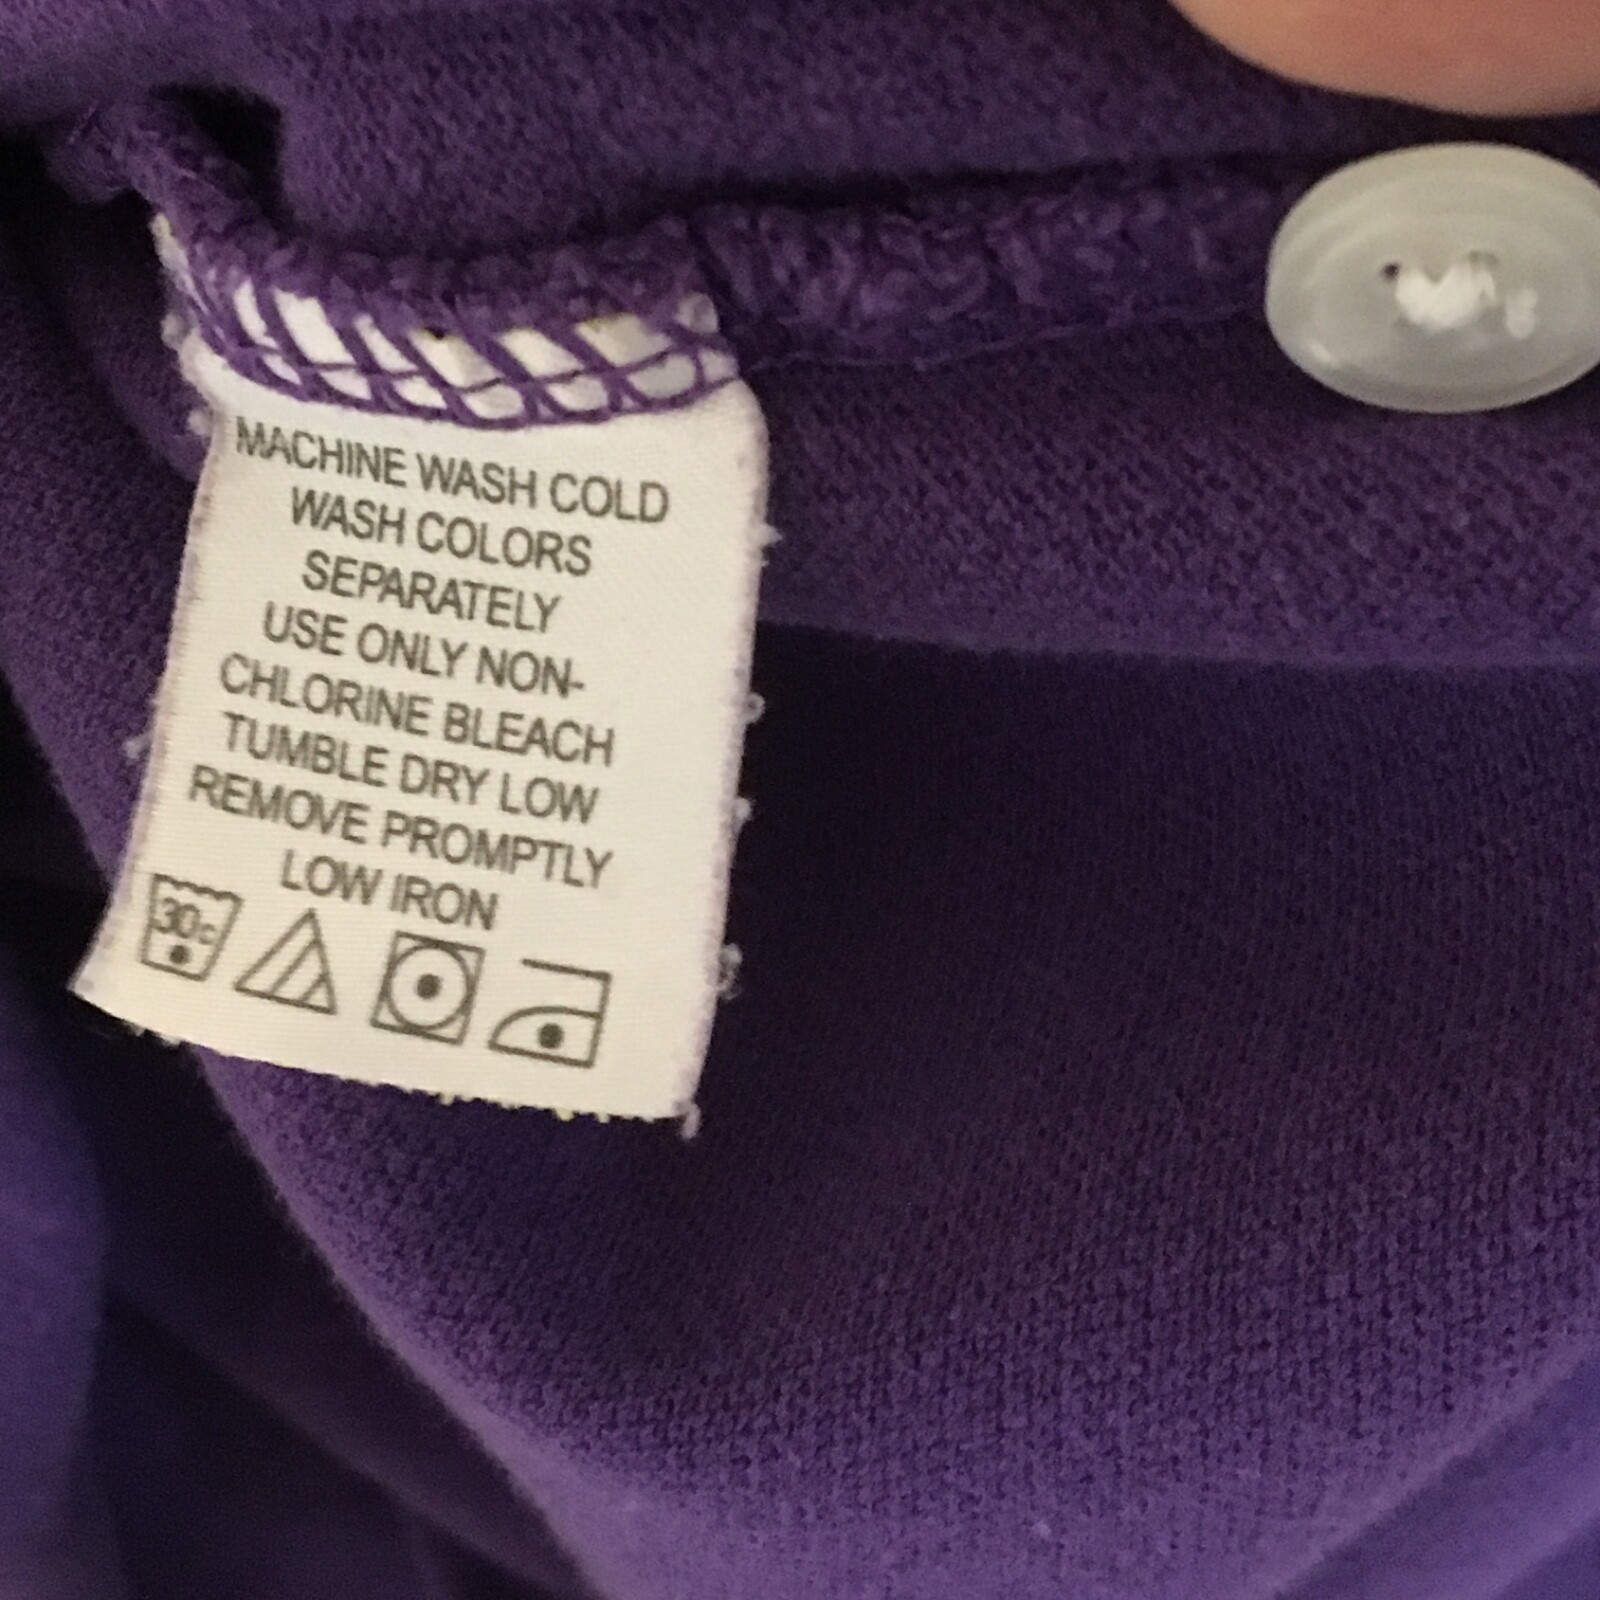 MACHINE WASH COLD
WASH COLORS
SEPARATELY
USE ONLY NON-
CHLORINE BLEACH
TUMBLE DRY LOW
REMOVE PROMPTLY
LOW IRON
30c